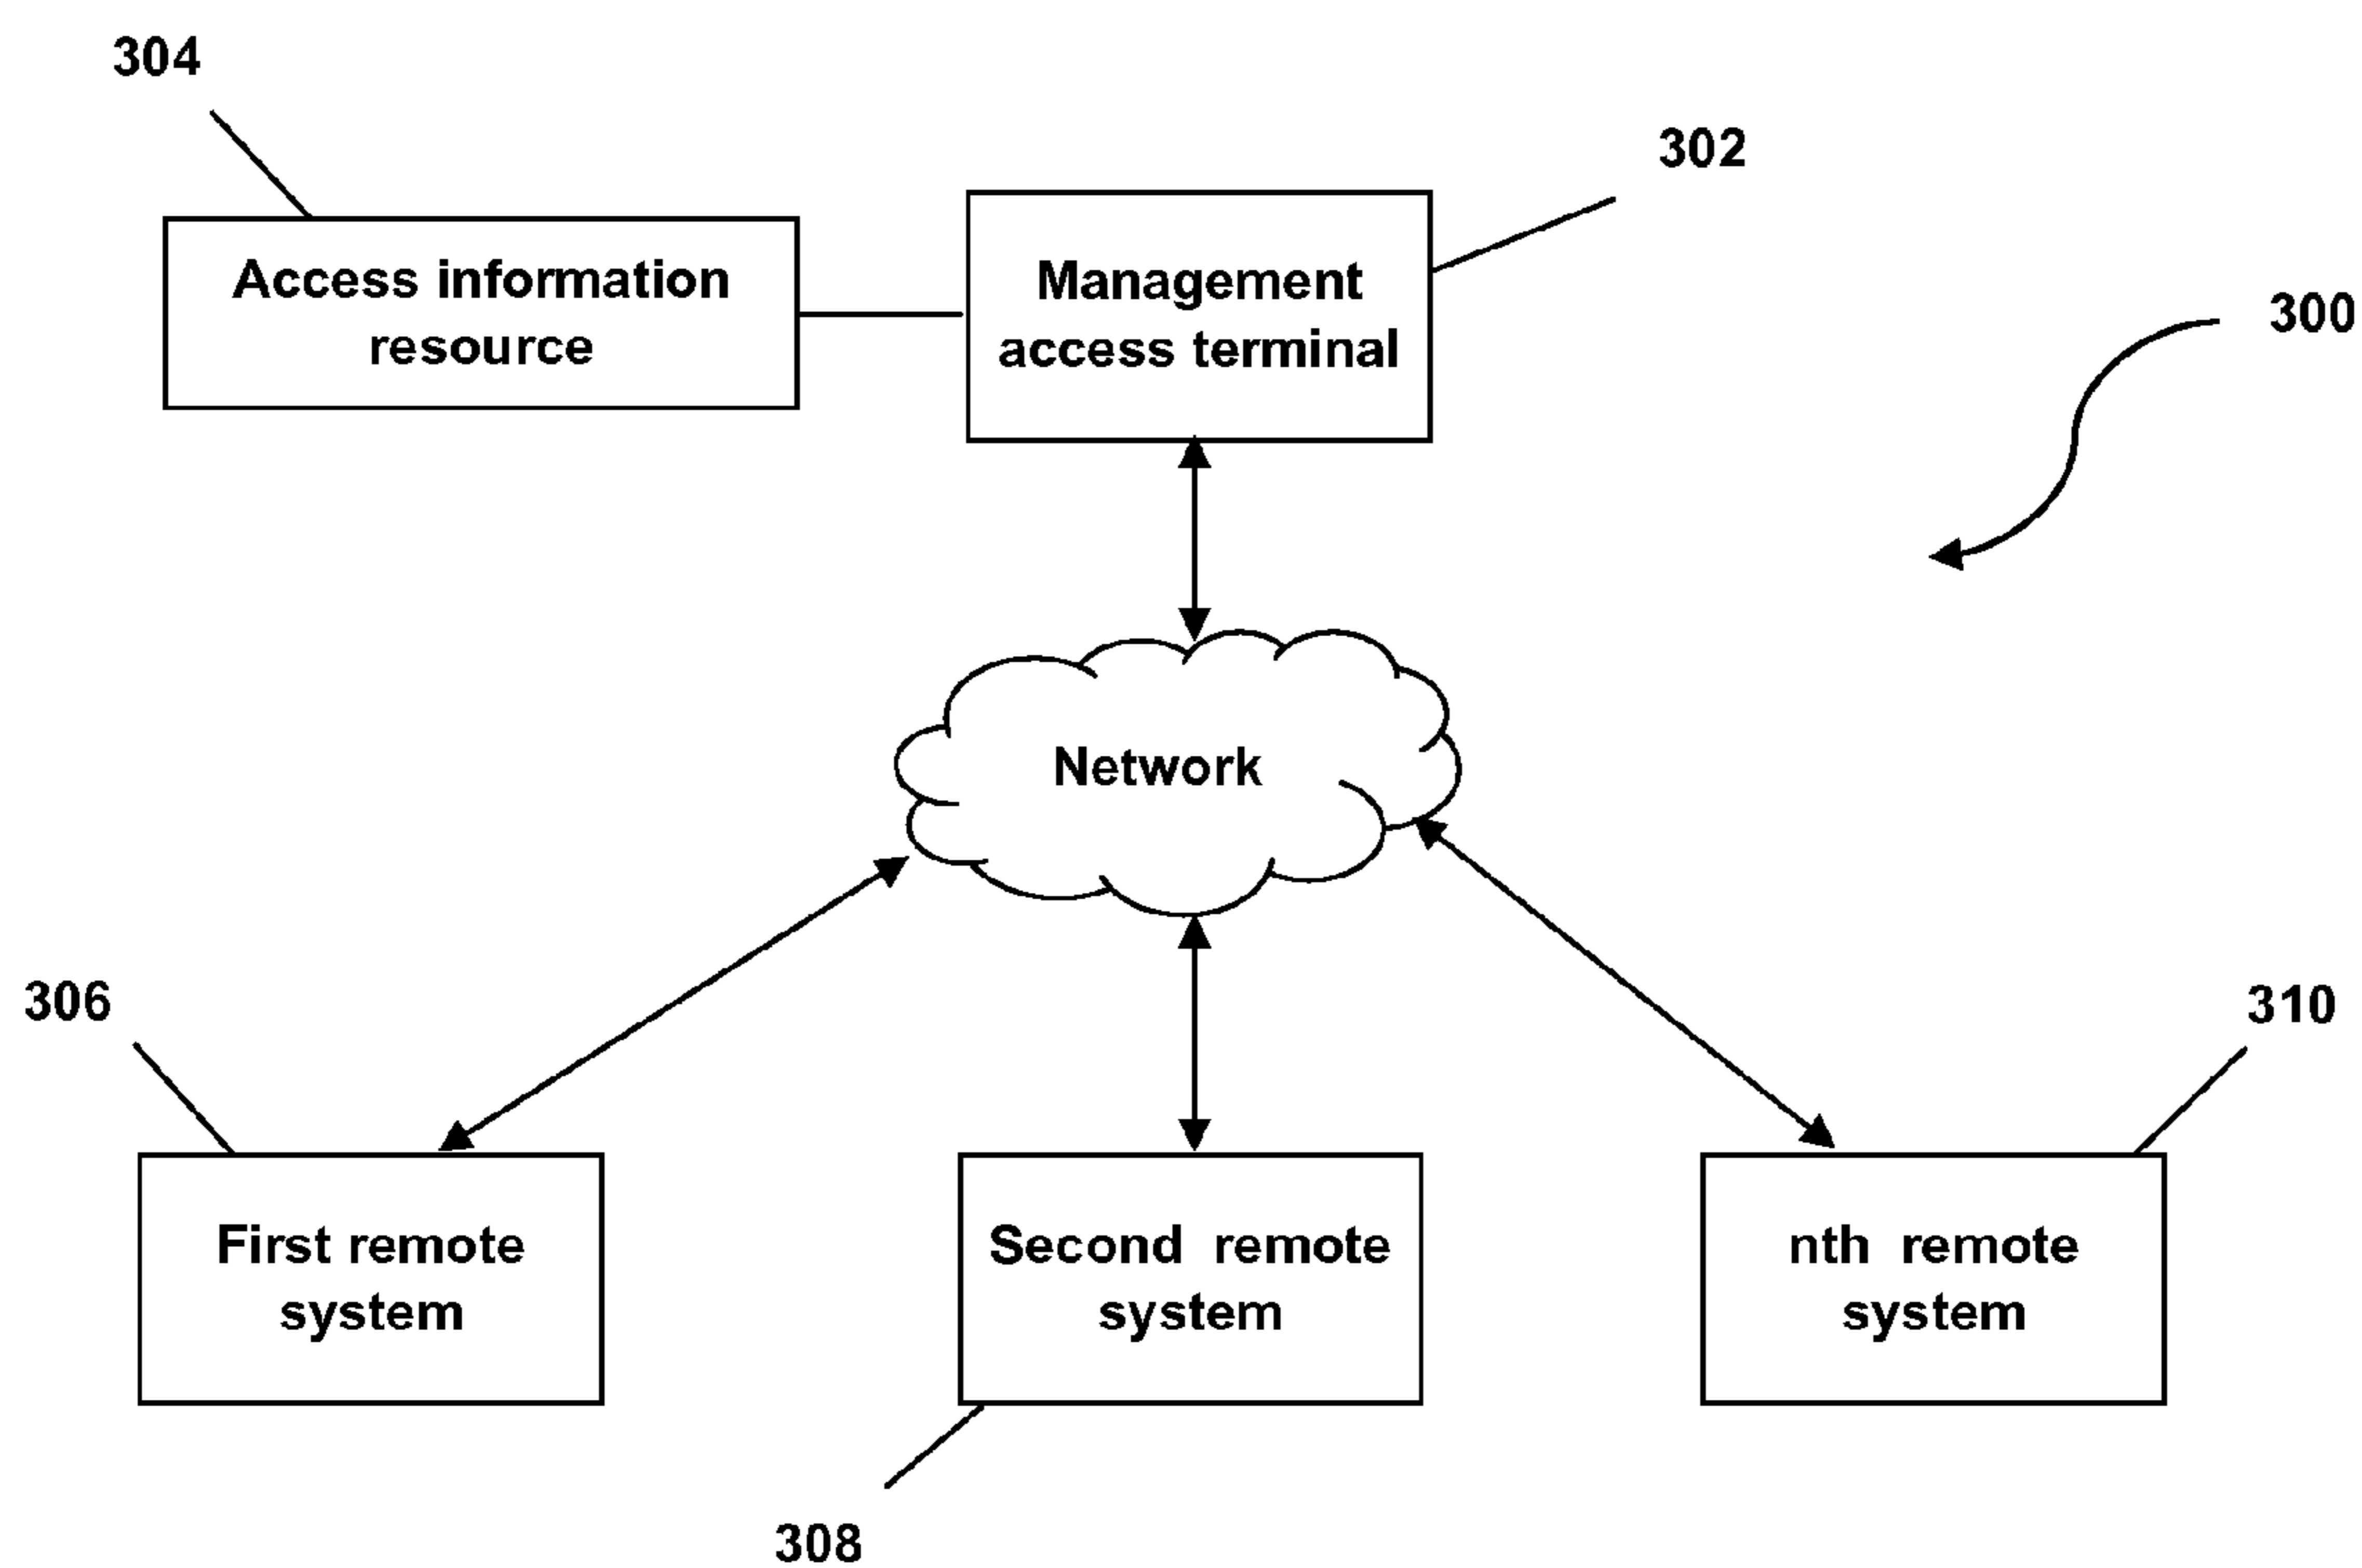 304
302
Access information
resource
Management
access terminal
300
Network
306
310
First remote
system
Second remote
system
nth remote
system
308